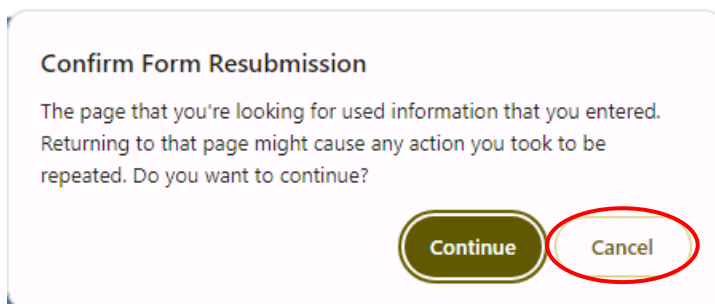 Confirm Form Resubmission
The page that you're looking for used information that you entered.
Returning to that page might cause any action you took to be
repeated. Do you want to continue?
Continue Cancel